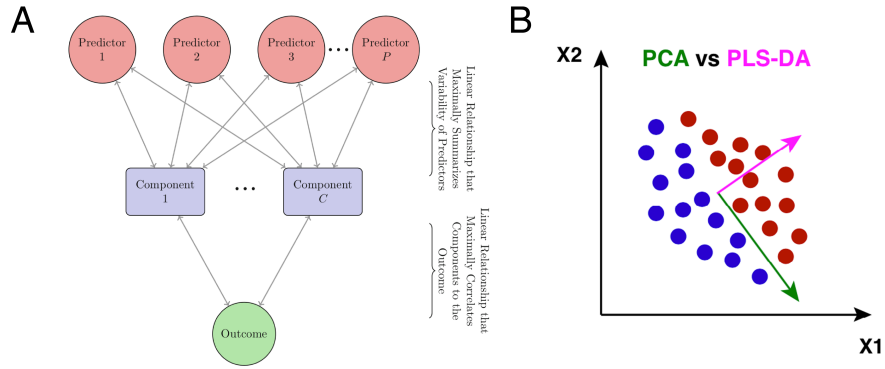 A
Predictor
1
Predictor
2
Predictor
3
...
Predictor
P
Linear Relationship that
Maximally Summarizes
Variability of Predictors
Component
1
...
Component
C
Linear Relationship that
Maximally Correlates
Components to the
Outcome
Outcome
B
PCA vs PLS-DA
X2
X1